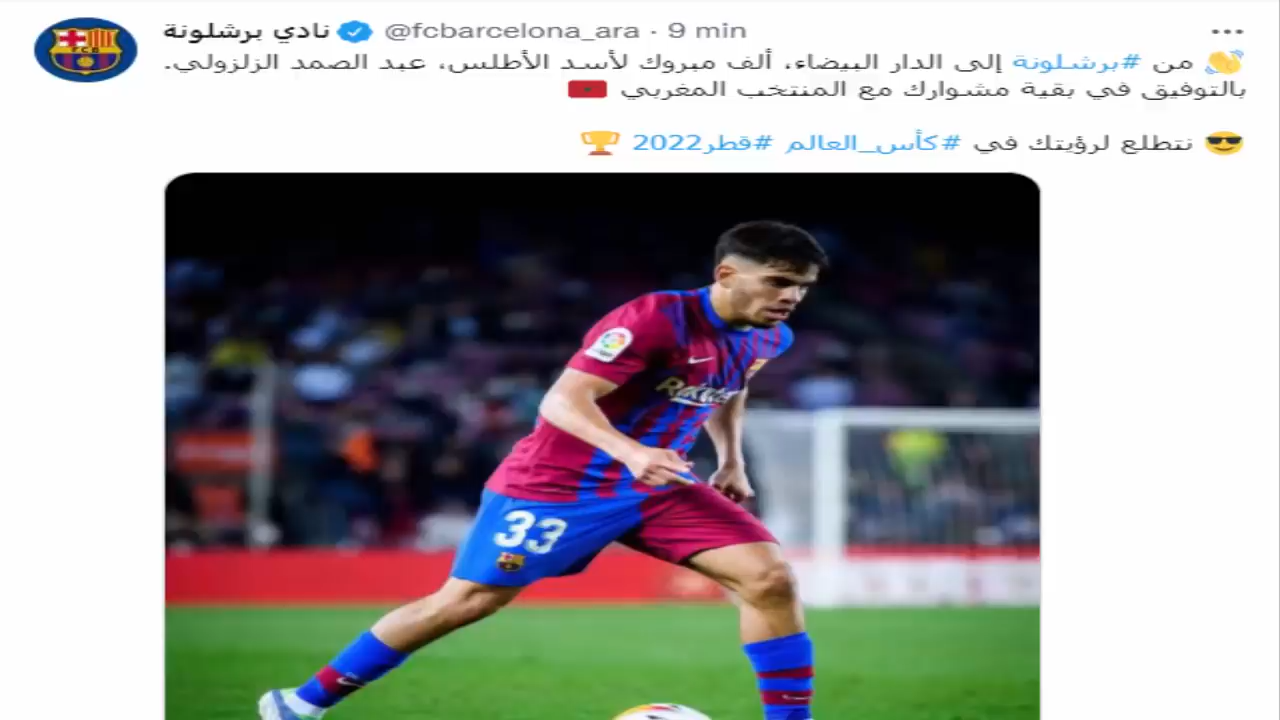 نادي برشلونة @fcbarcelona_ara · 9 min
👏 من #برشلونة إلى الدار البيضاء، ألف مبروك لأسد الأطلس، عبد الصمد الزلزولي.
بالتوفيق في بقية مشوارك مع المنتخب المغربي 🇲🇦
😎 نتطلع لرؤيتك في #كأس_العالم #قطر2022 🏆
Rakuten
33